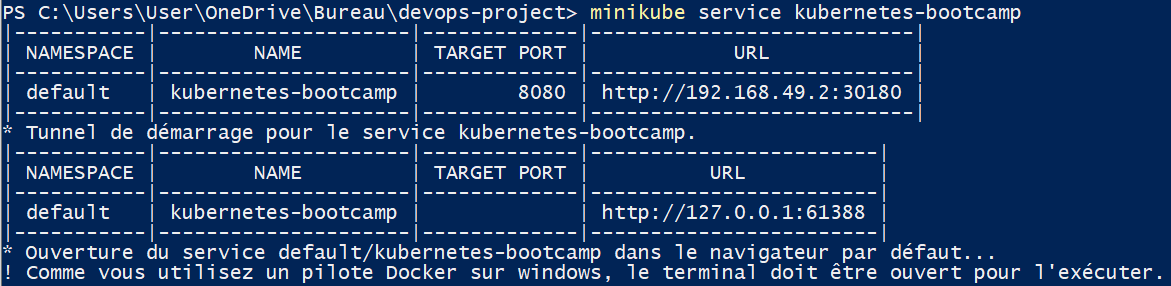 PS C:\Users\User\OneDrive\Bureau\devops-project> minikube service kubernetes-bootcamp
|-----------|---------------------|-------------|---------------------------|
| NAMESPACE |        NAME         | TARGET PORT |            URL            |
|-----------|---------------------|-------------|---------------------------|
| default   | kubernetes-bootcamp |        8080 | http://192.168.49.2:30180 |
|-----------|---------------------|-------------|---------------------------|
* Tunnel de démarrage pour le service kubernetes-bootcamp.
|-----------|---------------------|-------------|------------------------|
| NAMESPACE |        NAME         | TARGET PORT |          URL           |
|-----------|---------------------|-------------|------------------------|
| default   | kubernetes-bootcamp |             | http://127.0.0.1:61388 |
|-----------|---------------------|-------------|------------------------|
* Ouverture du service default/kubernetes-bootcamp dans le navigateur par défaut...
! Comme vous utilisez un pilote Docker sur windows, le terminal doit être ouvert pour l'exécuter.